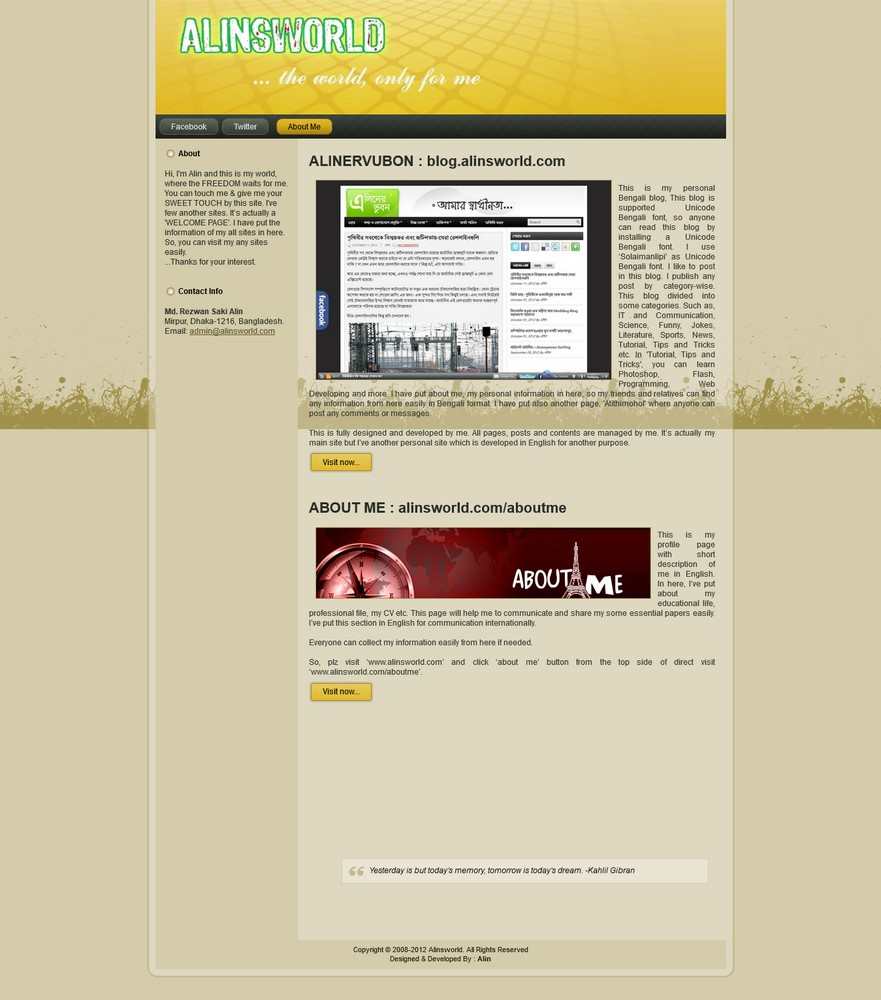 ALINSWORLD
... the world, only for me
Facebook
Twitter
About Me
About
Hi, I'm Alin and this is my world,
where the FREEDOM waits for me.
You can touch me & give me your
SWEET TOUCH by this site. I've
few another sites. It's actually a
'WELCOME PAGE'. I have put the
information of my all sites in here.
So, you can visit my any sites
easily.
...Thanks for your interest.
Contact Info
Md. Rezwan Saki Alin
Mirpur, Dhaka-1216, Bangladesh.
Email: admin@alinsworld.com
ALINERVUBON : blog.alinsworld.com
এলিনের
ভুবন
আমার স্বাধীনতা...
পৃথিবীর সবথেকে বিস্ময়কর এবং জটিলতায় ঘেরা রেললাইনগুলি
facebook
This is my personal
Bengali blog, This blog is
supported Unicode
Bengali font, so anyone
can read this blog by
installing a Unicode
Bengali font. I use
'Solaimanlipi' as Unicode
Bengali font. I like to post
in this blog. I publish any
post by category-wise.
This blog divided into
some categories. Such as,
IT and Communication,
Science, Funny, Jokes,
Literature, Sports, News,
Tutorial, Tips and Tricks
etc. In 'Tutorial, Tips and
Tricks', you can learn
Photoshop, Flash,
Programming, Web
Developing and more. I have put about me, my personal information in here, so my friends and relatives can find
any information from here easily in Bengali format. I have put also another page, 'Atithimohol' where anyone can
post any comments or messages.
This is fully designed and developed by me. All pages, posts and contents are managed by me. It's actually my
main site but I've another personal site which is developed in English for another purpose.
Visit now...
ABOUT ME : alinsworld.com/aboutme
ABOUT ME
This is my
profile page
with short
description of
me in English.
In here, I've put
about my
educational life,
professional file, my CV etc. This page will help me to communicate and share my some essential papers easily.
I've put this section in English for communication internationally.
Everyone can collect my information easily from here if needed.
So, plz visit 'www.alinsworld.com' and click 'about me' button from the top side of direct visit
'www.alinsworld.com/aboutme'.
Visit now...
Yesterday is but today's memory, tomorrow is today's dream. -Kahlil Gibran
Copyright © 2008-2012 Alinsworld. All Rights Reserved
Designed & Developed By : Alin